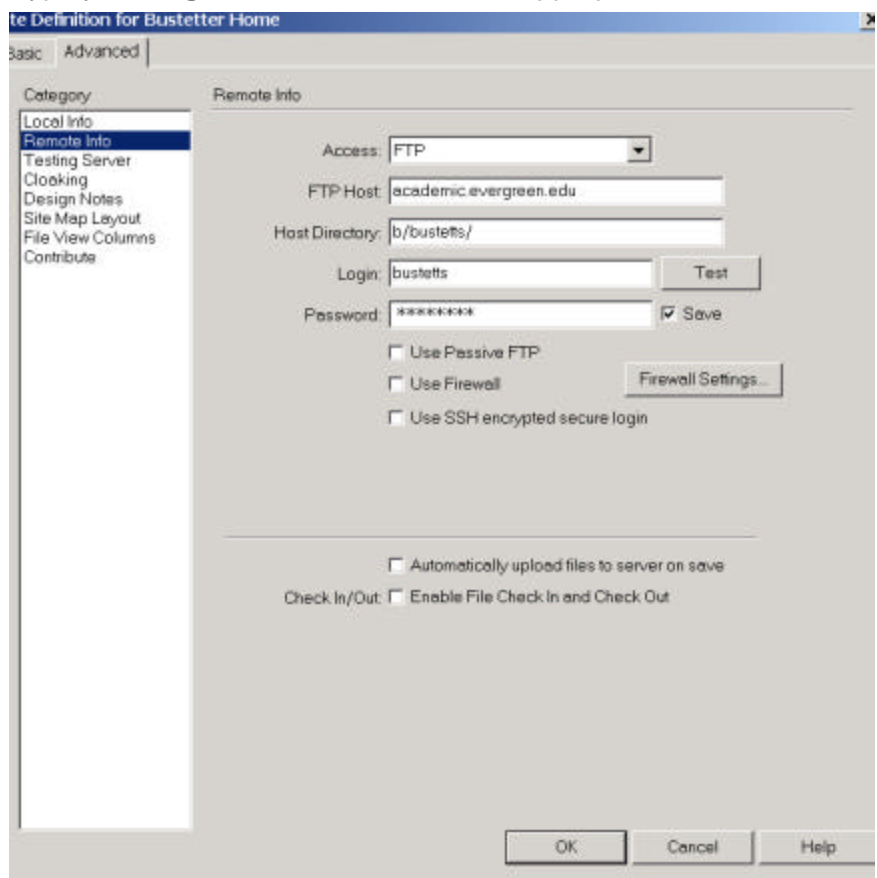 te Definition for Bustetter Home
Basic Advanced
Category
Local Info
Remote Info
Testing Server
Cloaking
Design Notes
Site Map Layout
File View Columns
Contribute
Remote Info
Access: FTP
FTP Host: academic.evergreen.edu
Host Directory: b/bustetts/
Login: bustetts Test
Password: ******** Save
Use Passive FTP
Use Firewall Firewall Settings...
Use SSH encrypted secure login
Automatically upload files to server on save
Check In/Out: Enable File Check In and Check Out
OK Cancel Help